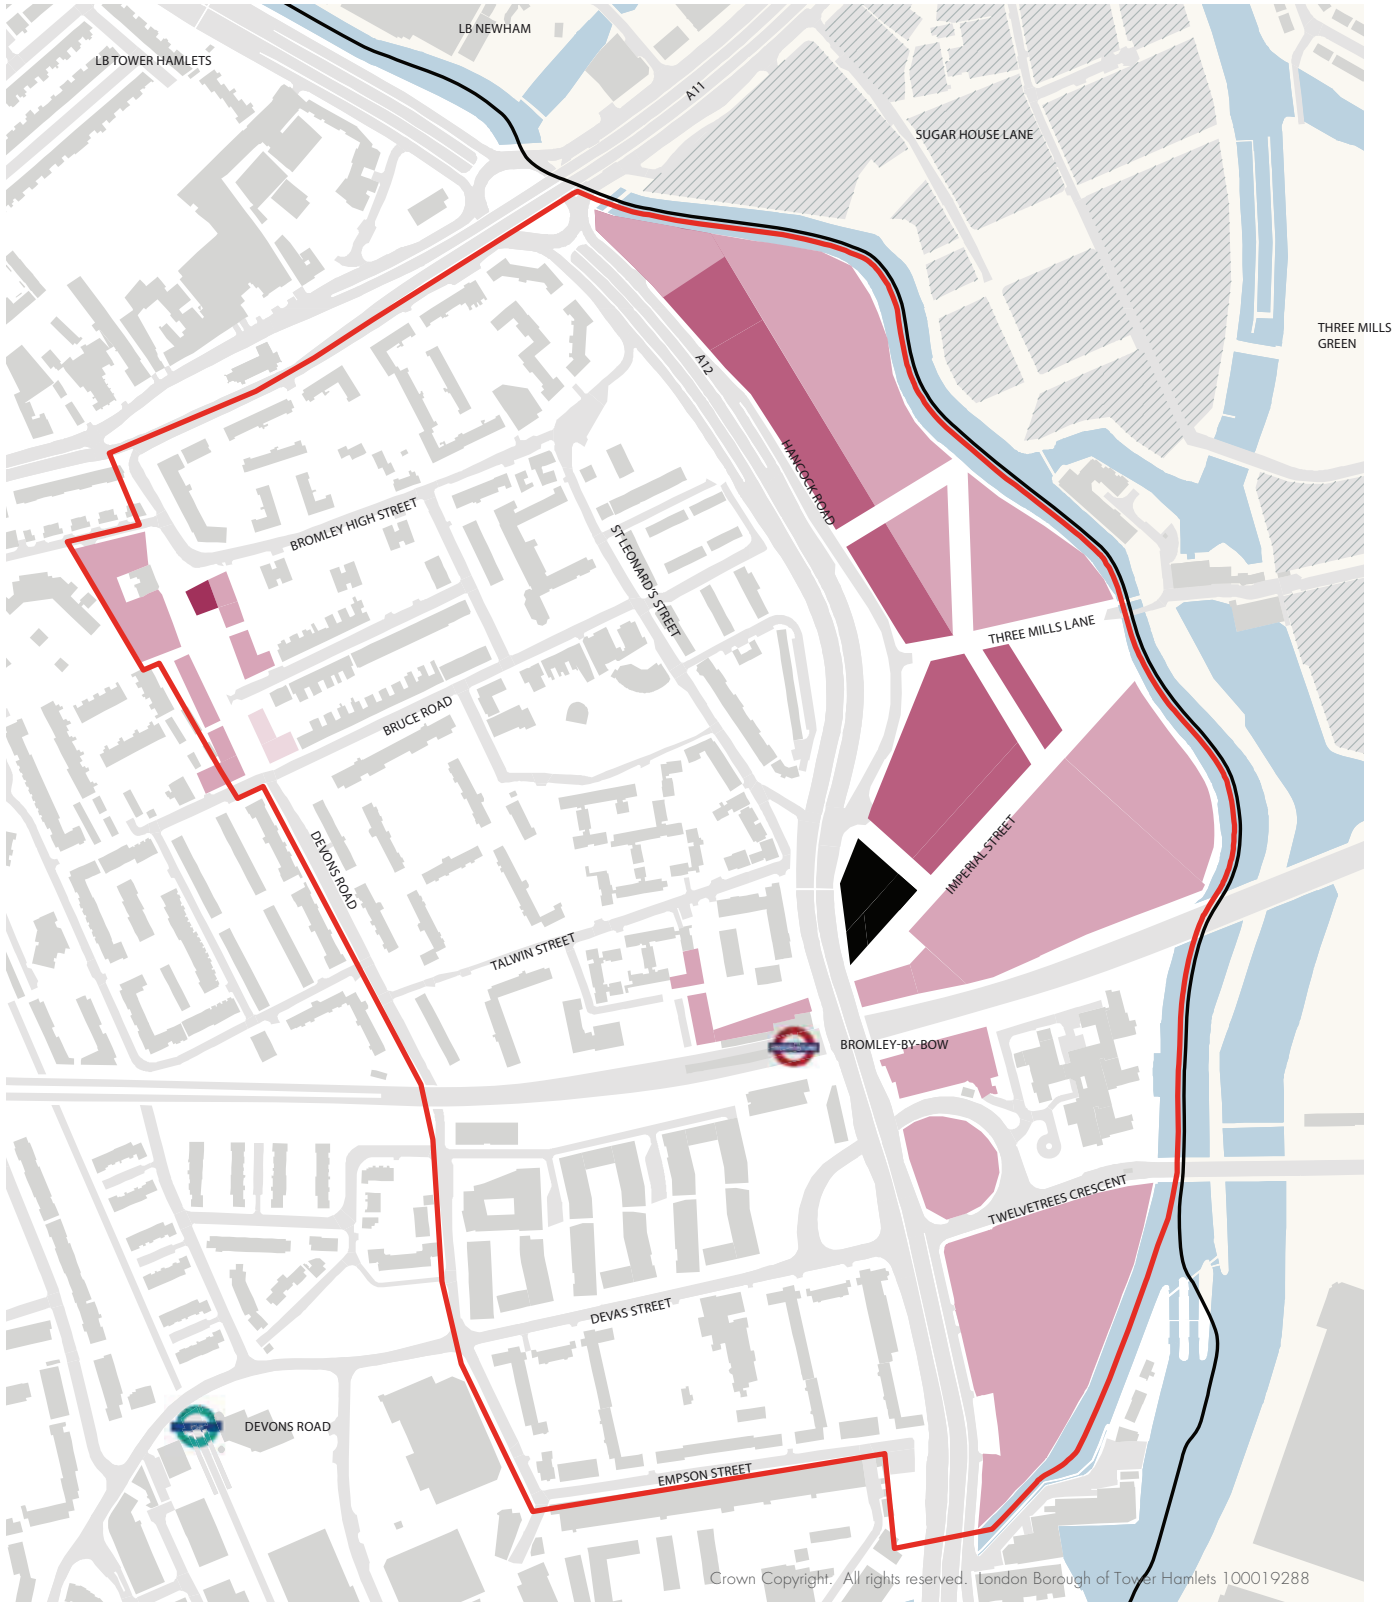 LB NEWHAM
LB TOWER HAMLETS
A11
SUGAR HOUSE LANE
THREE MILLS
GREEN
A12
HANCOCK ROAD
BROMLEY HIGH STREET
ST LEONARD'S STREET
THREE MILLS LANE
BRUCE ROAD
DEVONS ROAD
IMPERIAL STREET
TALWIN STREET
BROMLEY-BY-BOW
TWELVETREES CRESCENT
DEVAS STREET
DEVONS ROAD
EMPSON STREET
Crown Copyright. All rights reserved. London Borough of Tower Hamlets 100019288